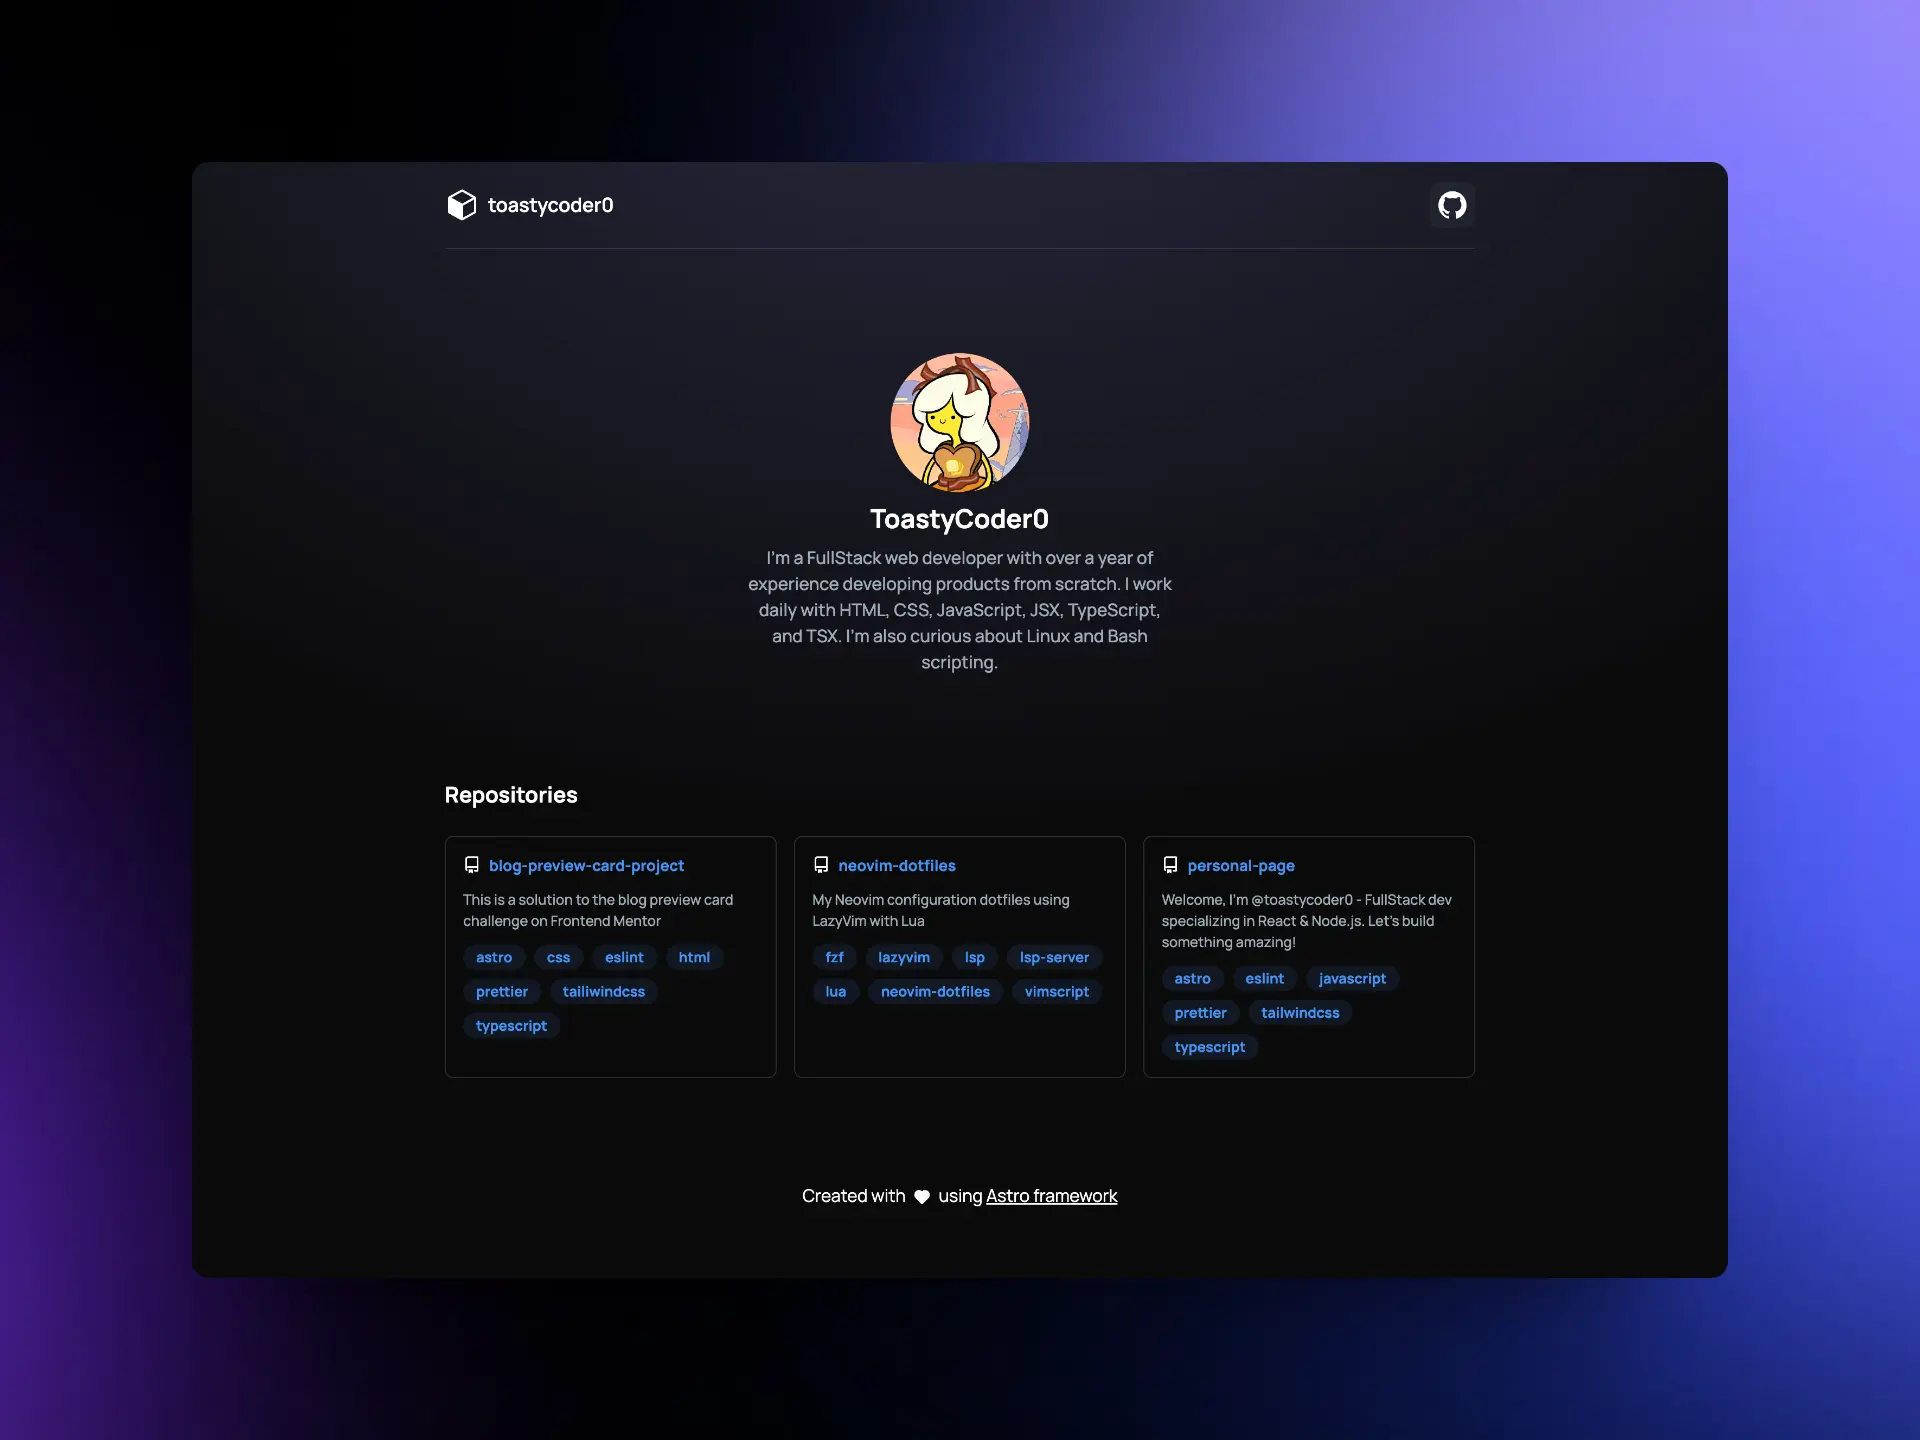 toastycoder0
ToastyCoder0
I'm a FullStack web developer with over a year of
experience developing products from scratch. I work
daily with HTML, CSS, JavaScript, JSX, TypeScript,
and TSX. I'm also curious about Linux and Bash
scripting.
Repositories
blog-preview-card-project
This is a solution to the blog preview card
challenge on Frontend Mentor
astro css eslint html
prettier tailiwindcss
typescript
neovim-dotfiles
My Neovim configuration dotfiles using
LazyVim with Lua
fzf lazyvim lsp lsp-server
lua neovim-dotfiles vimscript
personal-page
Welcome, I'm @toastycoder0 - FullStack dev
specializing in React & Node.js. Let's build
something amazing!
astro eslint javascript
prettier tailwindcss
typescript
Created with using Astro framework